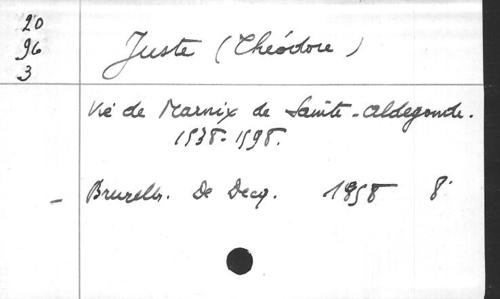 20
96
3
Juste (Théodore)
Vie de Marnix de Sainte-Aldegonde.
1538-1598.
– Bruxelles. De Decq. 1858 8°